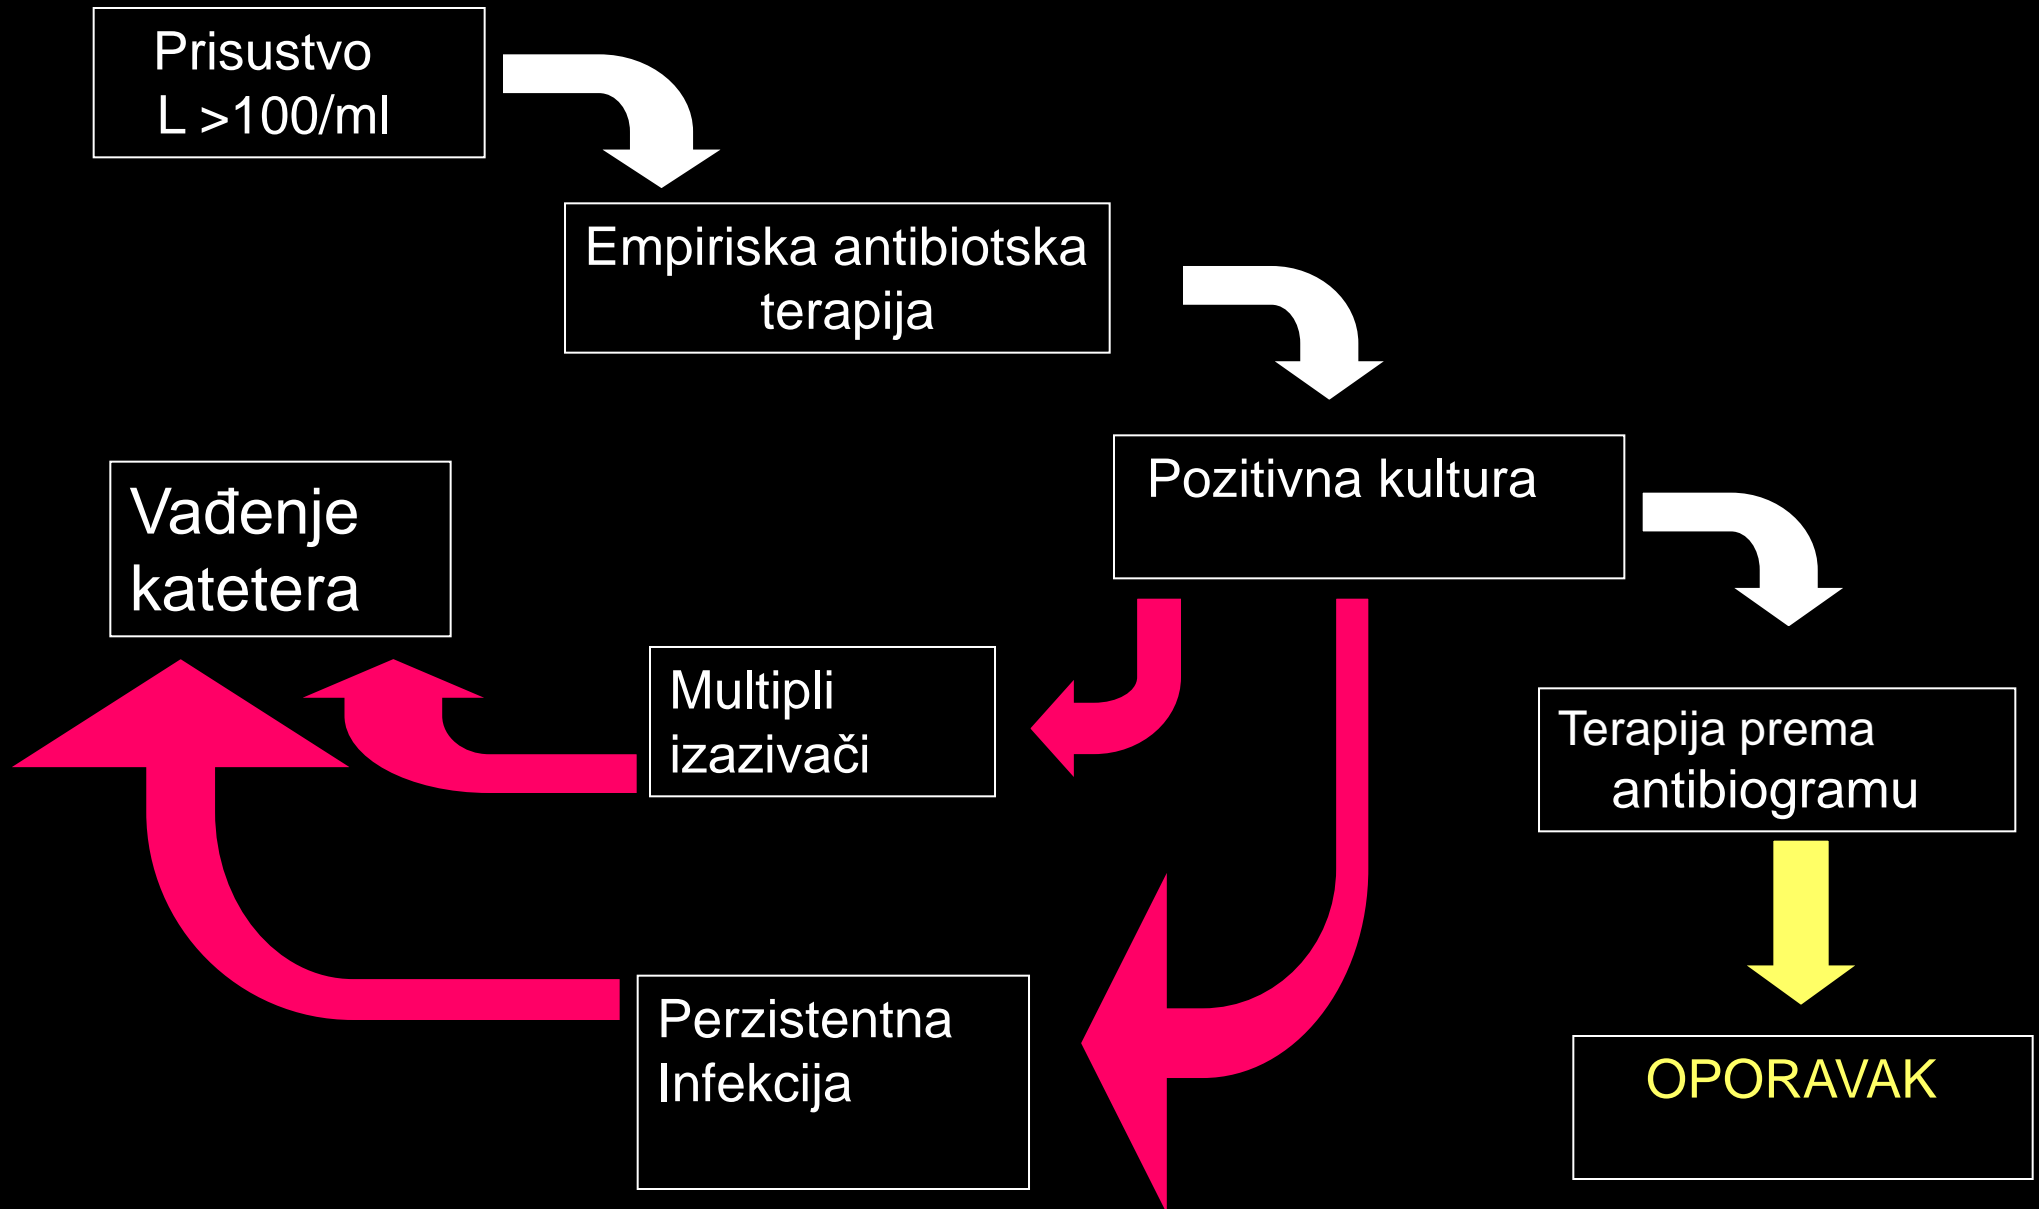 Prisustvo
L >100/ml
Empiriska antibiotska
terapija
Pozitivna kultura
Vađenje
katetera
Multipli
izazivači
Terapija prema
antibiogramu
Perzistentna
Infekcija
OPORAVAK